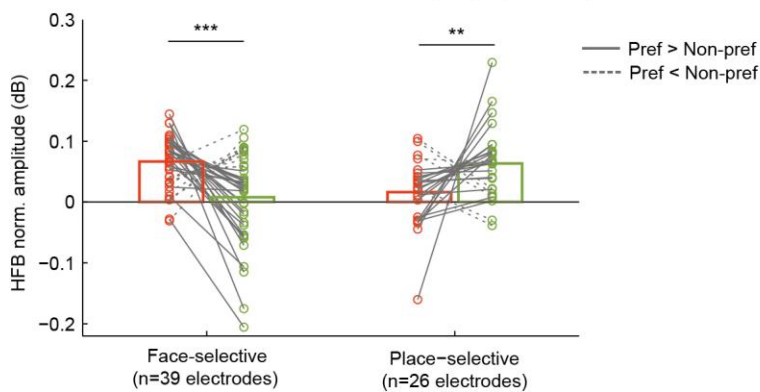 0.3
0.2
0.1
0
−0.1
−0.2
HFB norm. amplitude (dB)
***
**
Pref > Non-pref
Pref < Non-pref
Face-selective
(n=39 electrodes)
Place−selective
(n=26 electrodes)